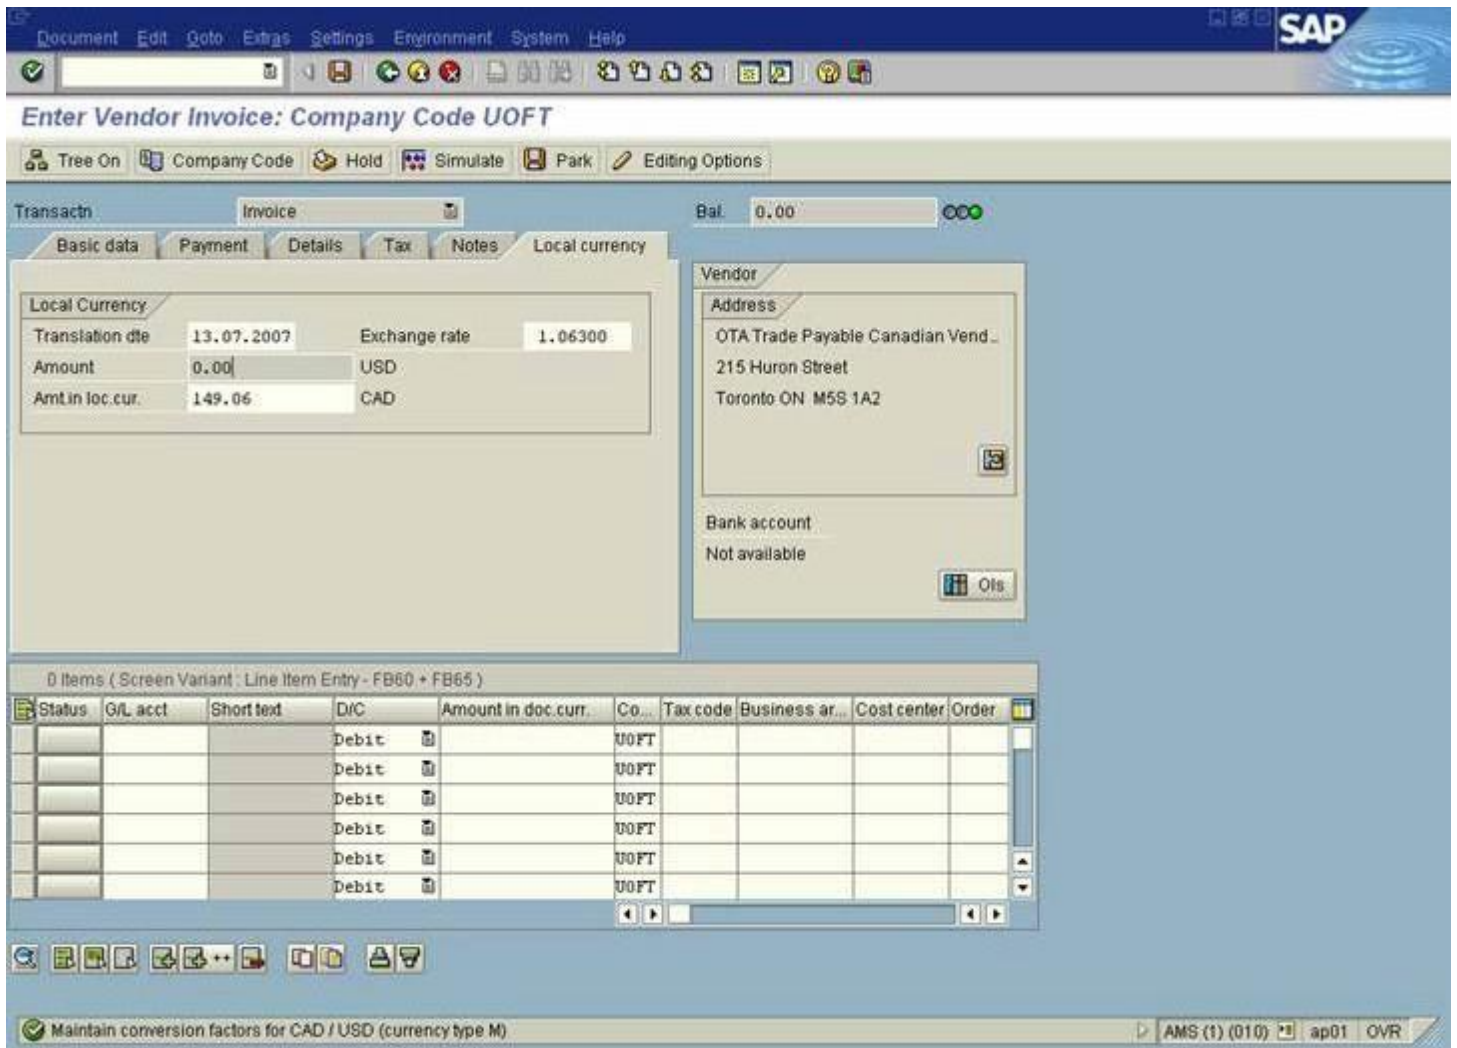 Document Edit Goto Extras Settings Environment System Help
SAP
Enter Vendor Invoice: Company Code UOFT
Tree On Company Code Hold Simulate Park Editing Options
Transactn Invoice Bal. 0.00
Basic data Payment Details Tax Notes Local currency
Vendor
Local Currency
Address
Translation dte 13.07.2007 Exchange rate 1.06300
OTA Trade Payable Canadian Vend..
Amount 0.00 USD
215 Huron Street
Amt.in loc.cur. 149.06 CAD
Toronto ON M5S 1A2
Bank account
Not available
OIs
0 Items ( Screen Variant : Line Item Entry - FB60 + FB65 )
Status G/L acct Short text D/C Amount in doc.curr. Co... Tax code Business ar... Cost center Order
Debit UOFT
Debit UOFT
Debit UOFT
Debit UOFT
Debit UOFT
Debit UOFT
Maintain conversion factors for CAD / USD (currency type M)
AMS (1) (010) ap01 OVR